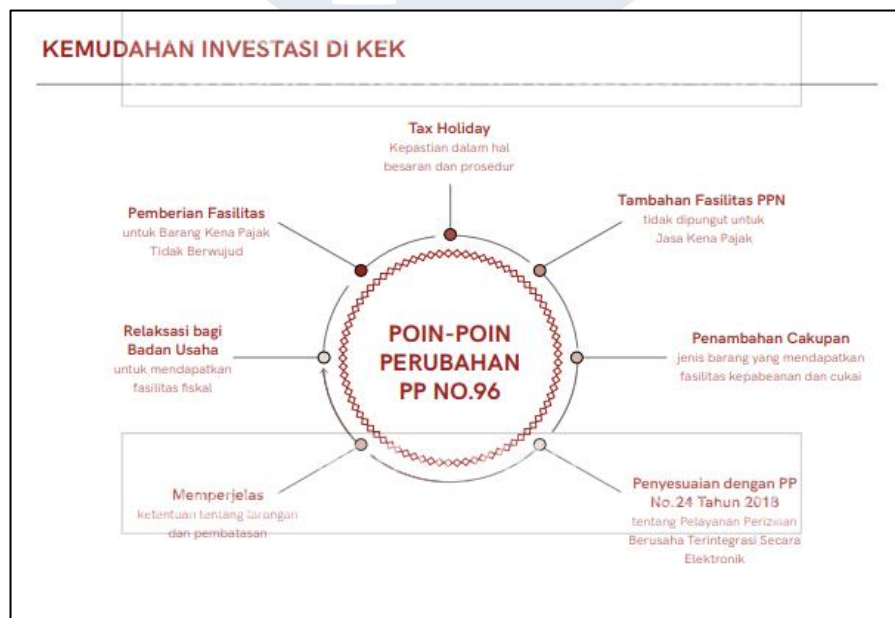 KEMUDAHAN INVESTASI DI KEK
Tax Holiday
Kepastian dalam hal
besaran dan prosedur
Tambahan Fasilitas PPN
tidak dipungut untuk
Jasa Kena Pajak
Pemberian Fasilitas
untuk Barang Kena Pajak
Tidak Berwujud
Relaksasi bagi
Badan Usaha
untuk mendapatkan
fasilitas fiskal
POIN-POIN
PERUBAHAN
PP NO.96
Penambahan Cakupan
jenis barang yang mendapatkan
fasilitas kepabeanan dan cukai
Memperjelas
ketentuan tentang larangan
dan pembatasan
Penyesuaian dengan PP
No.24 Tahun 2018
tentang Pelayanan Perizinan
Berusaha Terintegrasi Secara
Elektronik